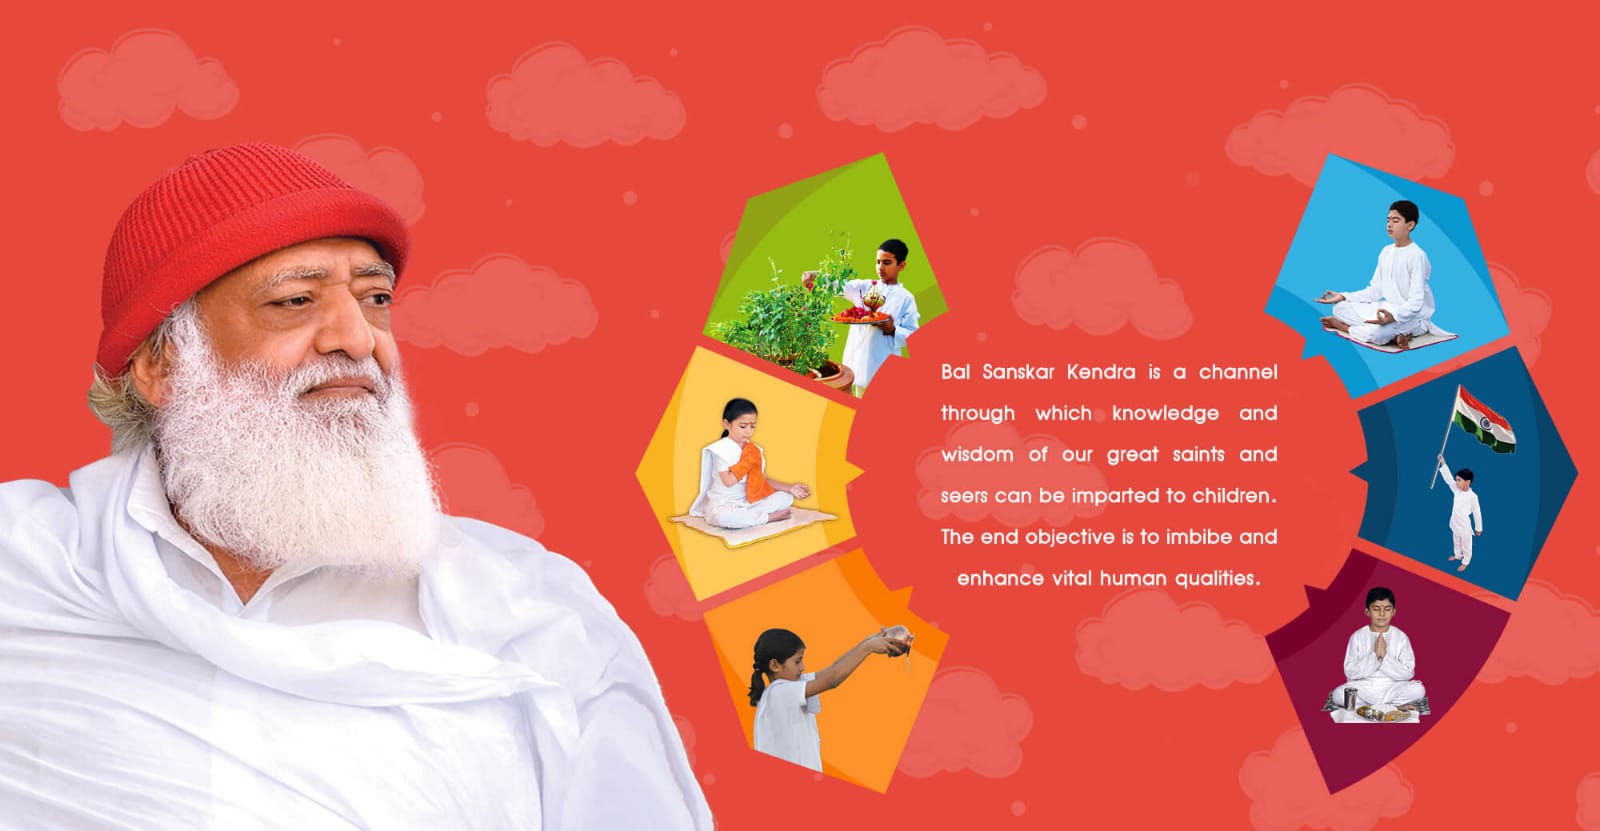 Bal Sanskar Kendra is a channel
through which knowledge and
wisdom of our great saints and
seers can be imparted to children.
The end objective is to imbibe and
enhance vital human qualities.